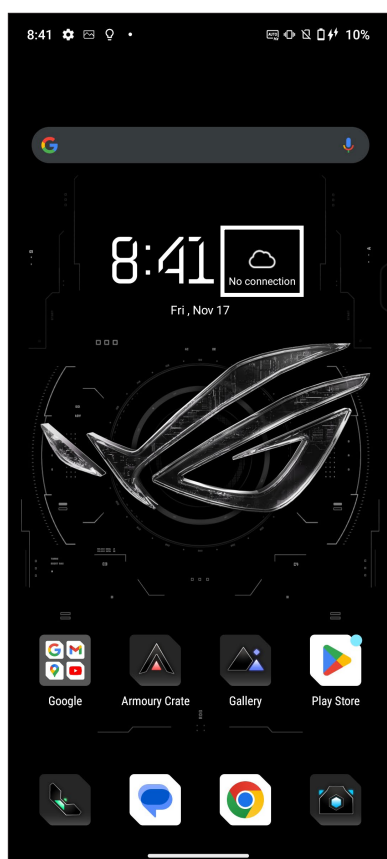 8:41
10%
8:41
No connection
Fri , Nov 17
Google
Armoury Crate
Gallery
Play Store